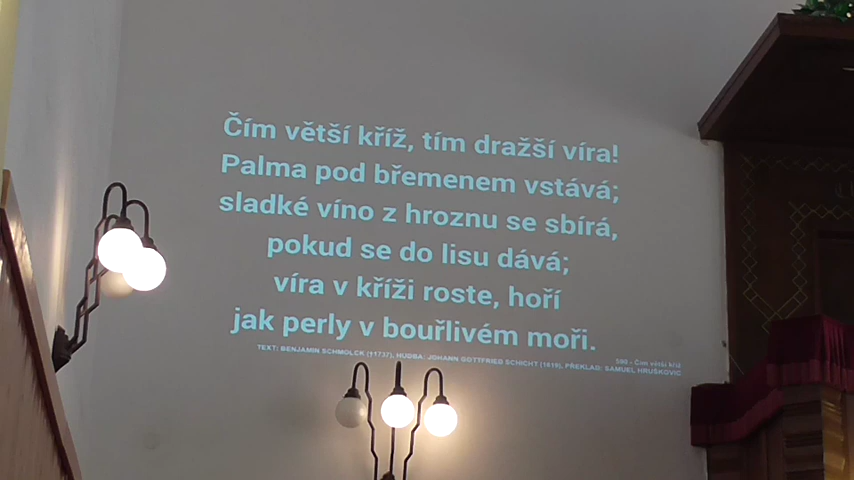 Čím větší kříž, tím dražší víra!
Palma pod břemenem vstává;
sladké víno z hroznu se sbírá,
pokud se do lisu dává;
víra v kříži roste, hoří
jak perly v bouřlivém moři.
580 - Čím větší kříž
TEXT: BENJAMIN SCHMOLCK (†1737), HUDBA: JOHANN GOTTFRIED SCHICHT (1819), PŘEKLAD: SAMUEL HRUŠKOVIC